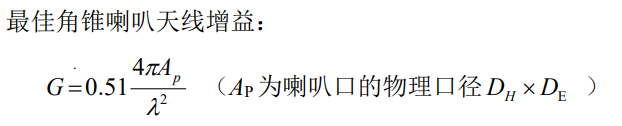 最佳角锥喇叭天线增益：
G=0.51 4πA_p/λ² （A_P 为喇叭口的物理口径 D_H × D_E ）